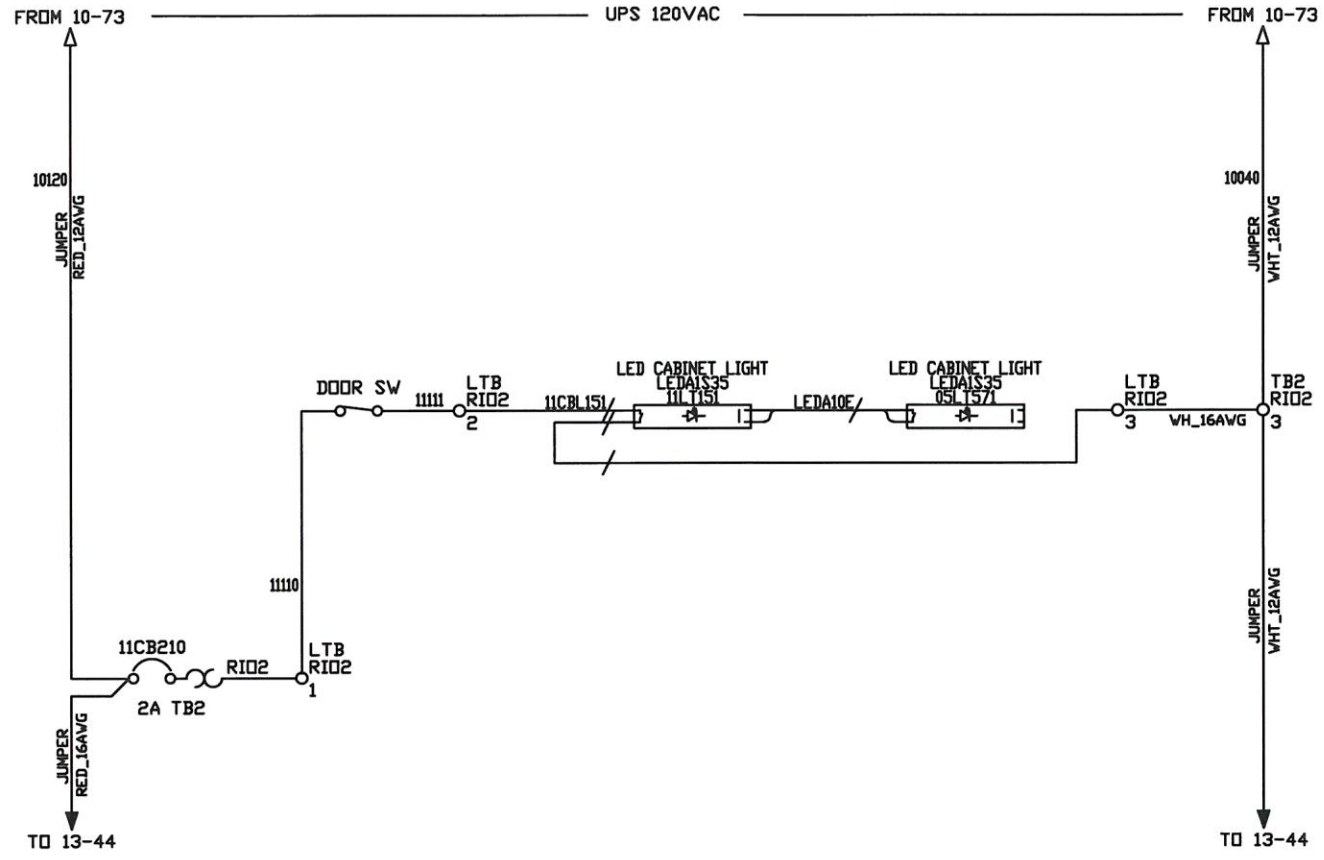 FROM 10-73
UPS 120VAC
FROM 10-73
10120
JUMPER
RED_12AWG
10040
JUMPER
WHT_12AWG
DOOR SW
11111
LTB
RIO2
2
11CBL151
LED CABINET LIGHT
LEDA1S35
11LT151
LEDA10E
LED CABINET LIGHT
LEDA1S35
05LT571
LTB
RIO2
3
WH_16AWG
TB2
RIO2
3
11110
JUMPER
WHT_12AWG
11CB210
RIO2
2A TB2
LTB
RIO2
1
JUMPER
RED_16AWG
TO 13-44
TO 13-44